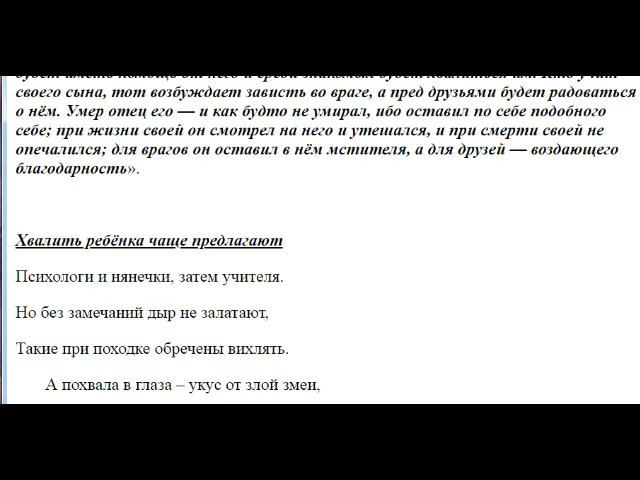 своего сына, тот возбуждает зависть во враге, а пред друзьями будет радоваться
о нём. Умер отец его — и как будто не умирал, ибо оставил по себе подобного
себе; при жизни своей он смотрел на него и утешался, и при смерти своей не
опечалился; для врагов он оставил в нём мстителя, а для друзей — воздающего
благодарность».
Хвалить ребёнка чаще предлагают
Психологи и нянечки, затем учителя.
Но без замечаний дыр не залатают,
Такие при походке обречены вихлять.
А похвала в глаза – укус от злой змеи,